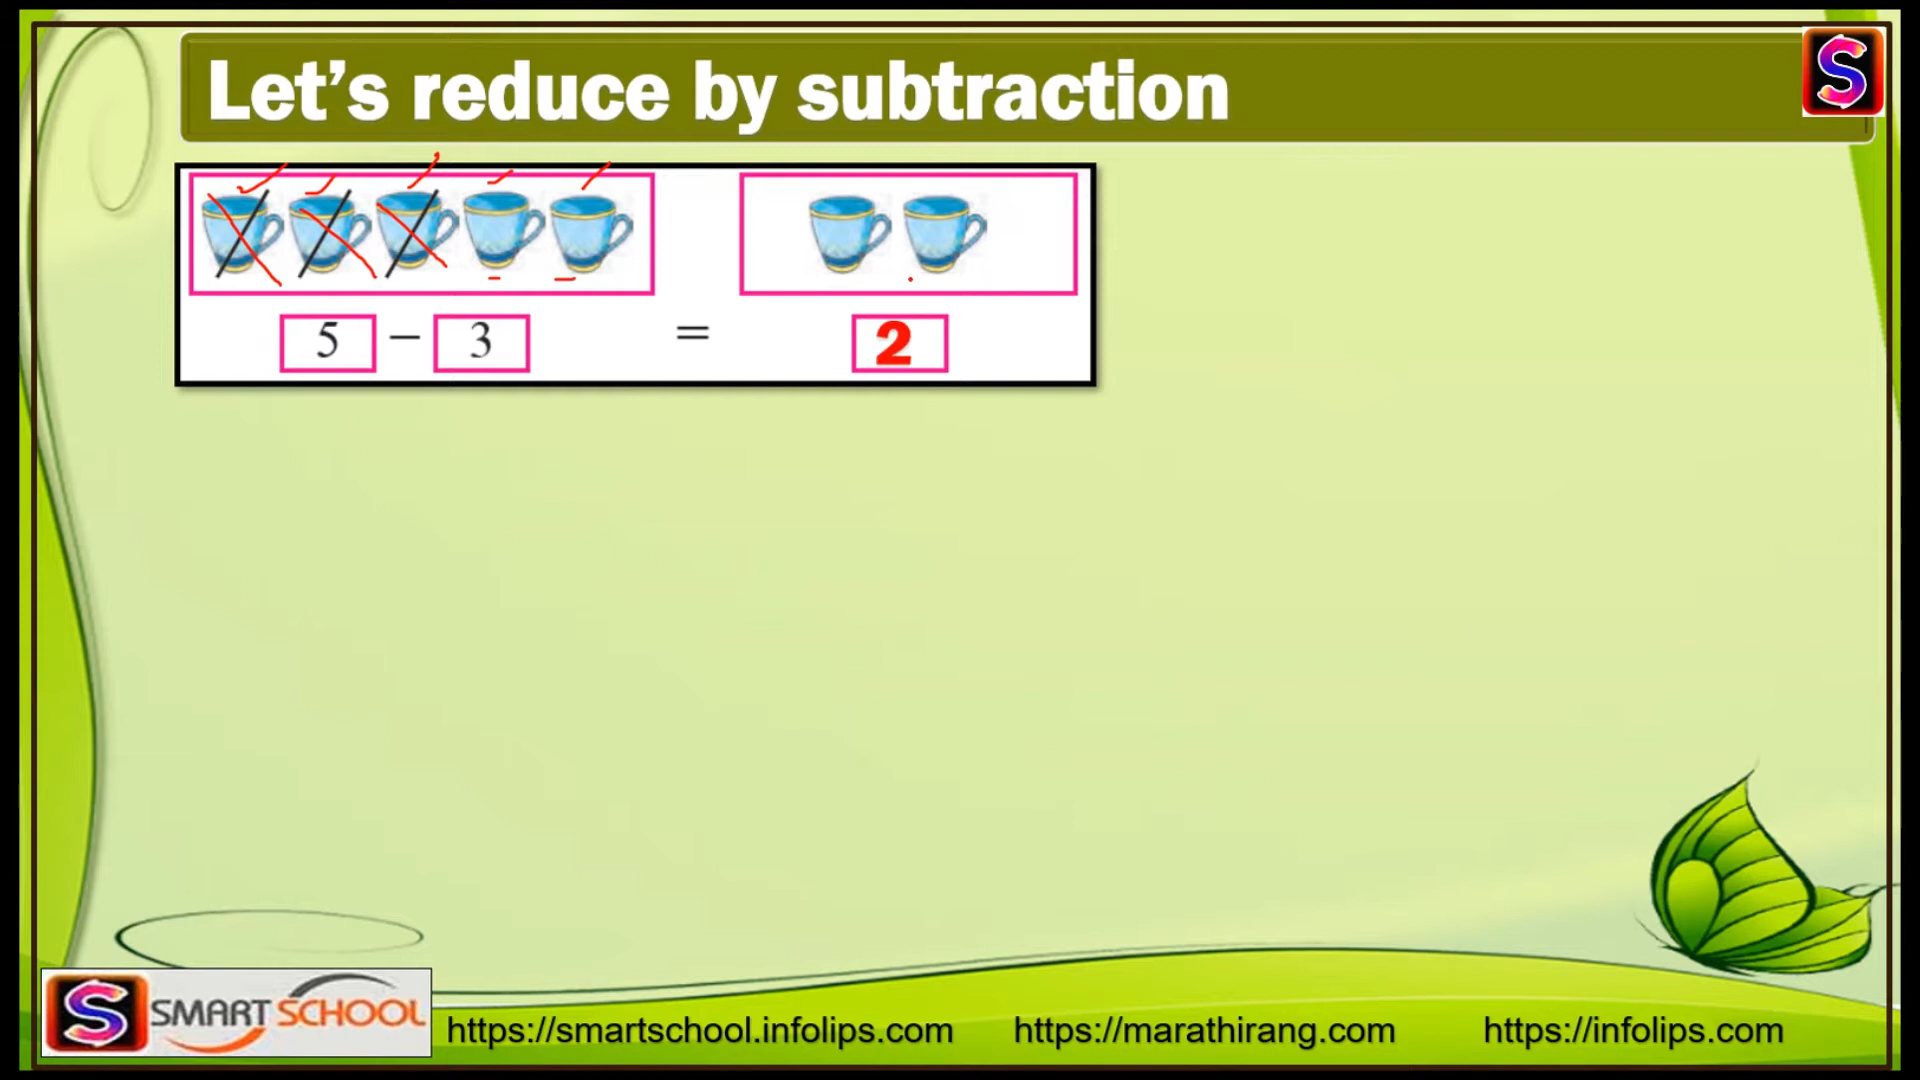 Let's reduce by subtraction
S
5 − 3 = 2
S SMART SCHOOL
https://smartschool.infolips.com https://marathirang.com https://infolips.com